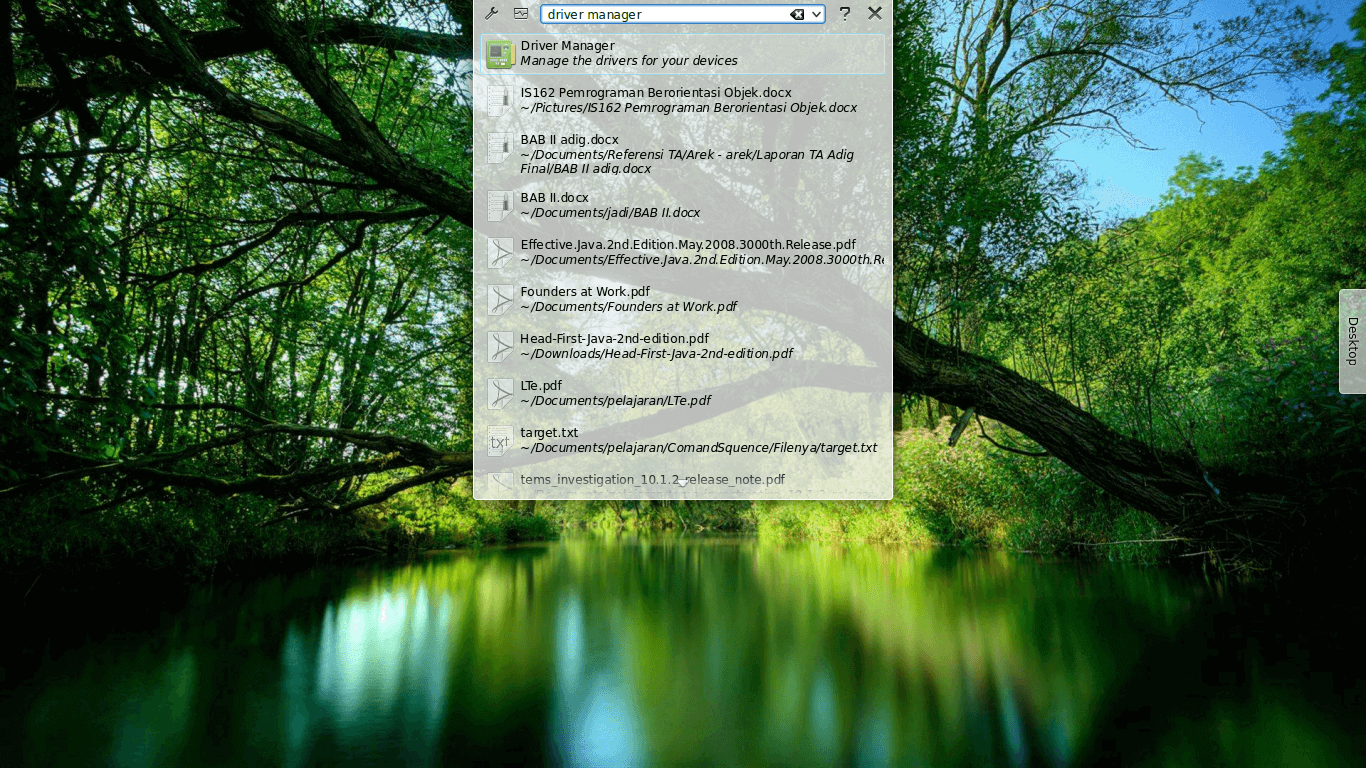 driver manager
?
Driver Manager
Manage the drivers for your devices
IS162 Pemrograman Berorientasi Objek.docx
~/Pictures/IS162 Pemrograman Berorientasi Objek.docx
BAB II adig.docx
~/Documents/Referensi TA/Arek - arek/Laporan TA Adig
Final/BAB II adig.docx
BAB II.docx
~/Documents/jadi/BAB II.docx
Effective.Java.2nd.Edition.May.2008.3000th.Release.pdf
~/Documents/Effective.Java.2nd.Edition.May.2008.3000th.Re
Founders at Work.pdf
~/Documents/Founders at Work.pdf
Head-First-Java-2nd-edition.pdf
~/Downloads/Head-First-Java-2nd-edition.pdf
LTe.pdf
~/Documents/pelajaran/LTe.pdf
txt
target.txt
~/Documents/pelajaran/ComandSquence/Filenya/target.txt
tems_investigation_10.1.2_release_note.pdf
Desktop